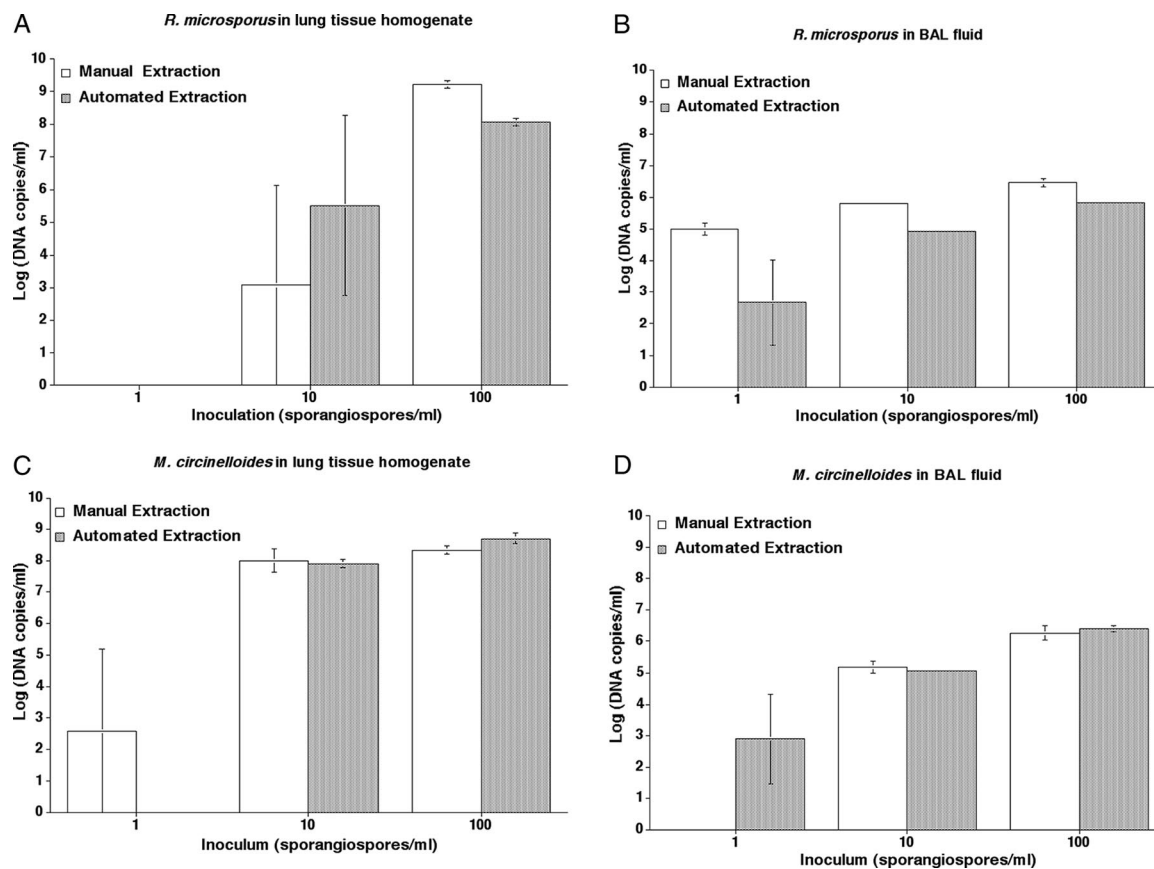 A
R. microsporus in lung tissue homogenate
Manual Extraction
Automated Extraction
Log (DNA copies/ml)
10
9
8
7
6
5
4
3
2
1
0
1 10 100
Inoculation (sporangiospores/ml)
B
R. microsporus in BAL fluid
Manual Extraction
Automated Extraction
Log (DNA copies/ml)
10
9
8
7
6
5
4
3
2
1
0
1 10 100
Inoculation (sporangiospores/ml)
C
M. circinelloides in lung tissue homogenate
Manual Extraction
Automated Extraction
Log (DNA copies/ml)
10
9
8
7
6
5
4
3
2
1
0
1 10 100
Inoculum (sporangiospores/ml)
D
M. circinelloides in BAL fluid
Manual Extraction
Automated Extraction
Log (DNA copies/ml)
10
9
8
7
6
5
4
3
2
1
0
1 10 100
Inoculum (sporangiospores/ml)